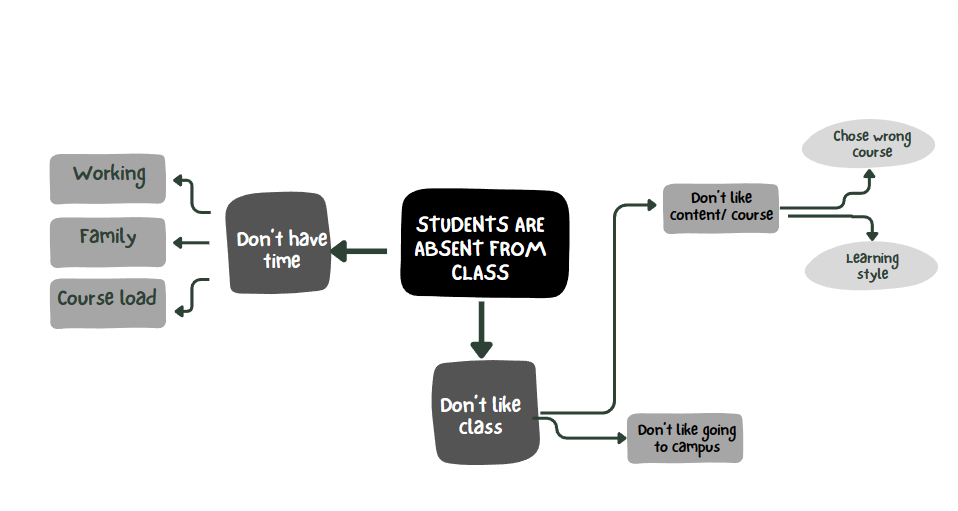 STUDENTS ARE
ABSENT FROM
CLASS
Don't have
time
Working
Family
Course load
Don't like
class
Don't like
content/ course
Chose wrong
course
Learning
style
Don't like going
to campus